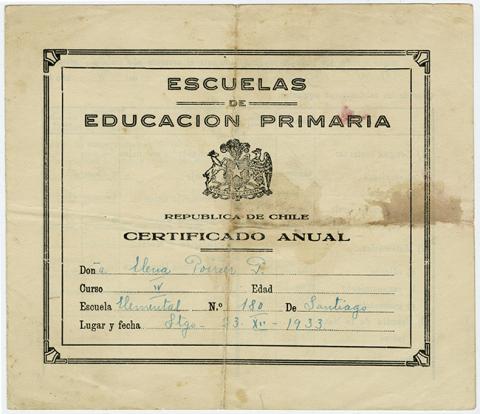 ESCUELAS
DE
EDUCACION PRIMARIA
REPUBLICA DE CHILE
CERTIFICADO ANUAL
Doña Elena Poirier P.
Curso IV Edad
Escuela Elemental N.º 180 De Santiago
Lugar y fecha Stgo - 23 - XII - 1933